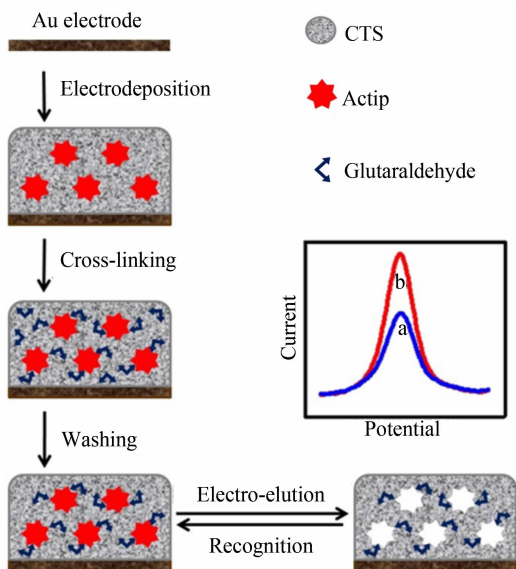 Au electrode
CTS
Electrodeposition
Actip
Glutaraldehyde
Cross-linking
b
a
Current
Potential
Washing
Electro-elution
Recognition